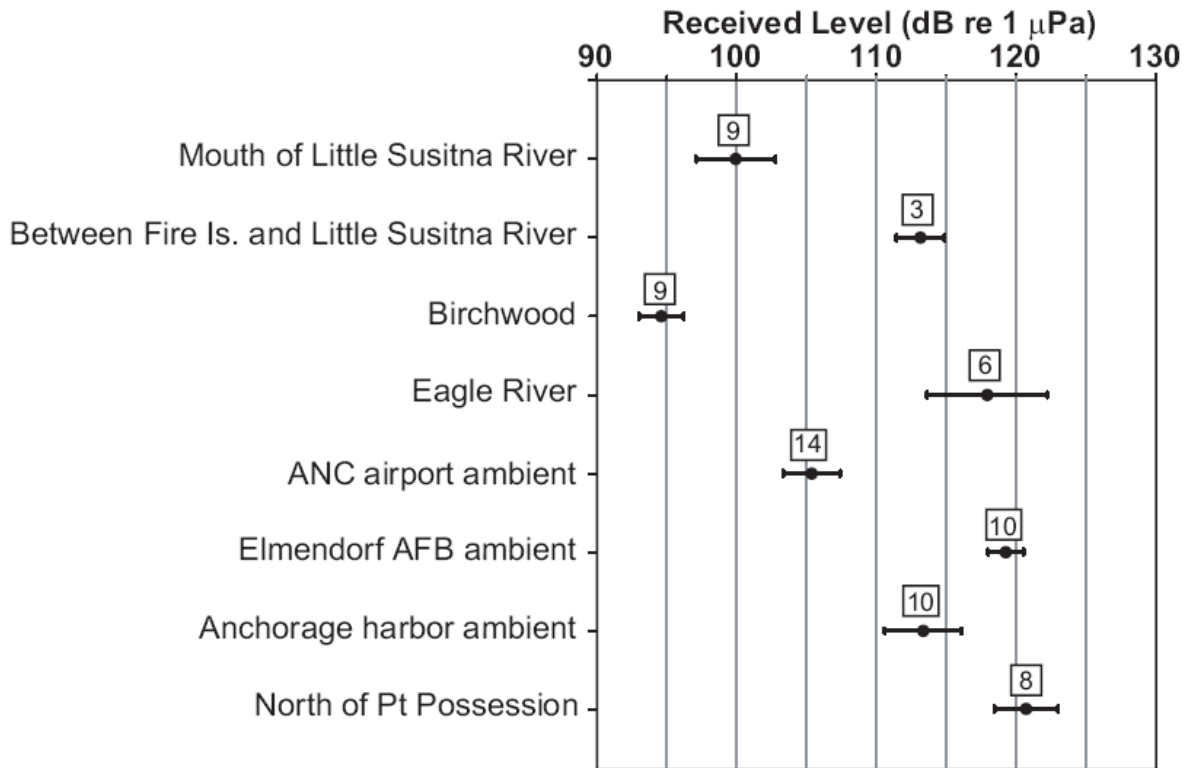 Received Level (dB re 1 μPa)
90 100 110 120 130
9
Mouth of Little Susitna River
3
Between Fire Is. and Little Susitna River
9
Birchwood
6
Eagle River
14
ANC airport ambient
10
Elmendorf AFB ambient
10
Anchorage harbor ambient
8
North of Pt Possession